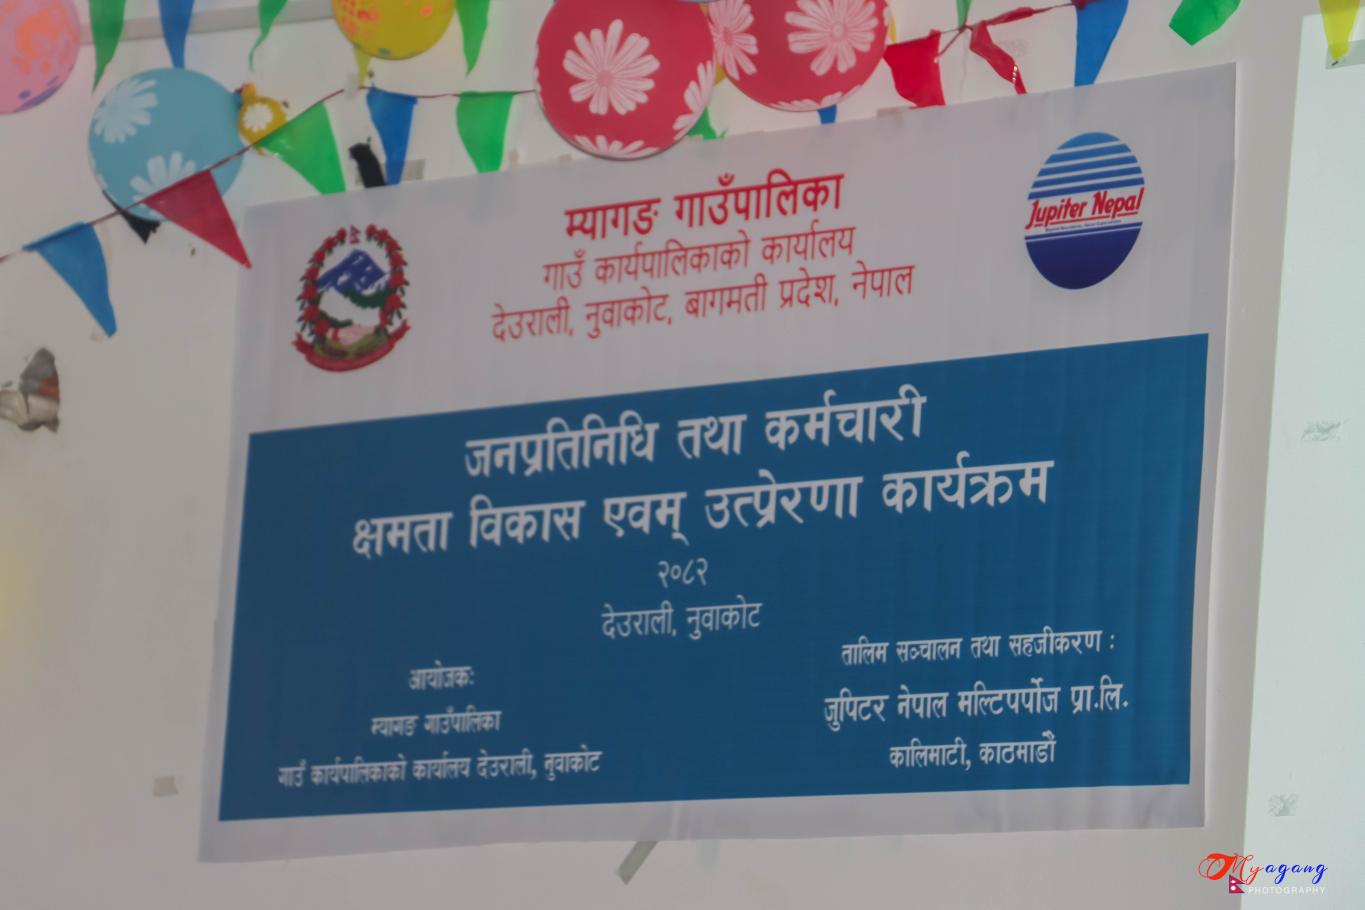 म्यागङ गाउँपालिका
गाउँ कार्यपालिकाको कार्यालय
देउराली, नुवाकोट, बागमती प्रदेश, नेपाल
Jupiter Nepal
जनप्रतिनिधि तथा कर्मचारी
क्षमता विकास एवम् उत्प्रेरणा कार्यक्रम
२०८२
देउराली, नुवाकोट
आयोजकः
म्यागङ गाउँपालिका
गाउँ कार्यपालिकाको कार्यालय देउराली, नुवाकोट
तालिम सञ्चालन तथा सहजीकरण :
जुपिटर नेपाल मल्टिपर्पोज प्रा.लि.
कालिमाटी, काठमाडौं
Myagang
PHOTOGRAPHY